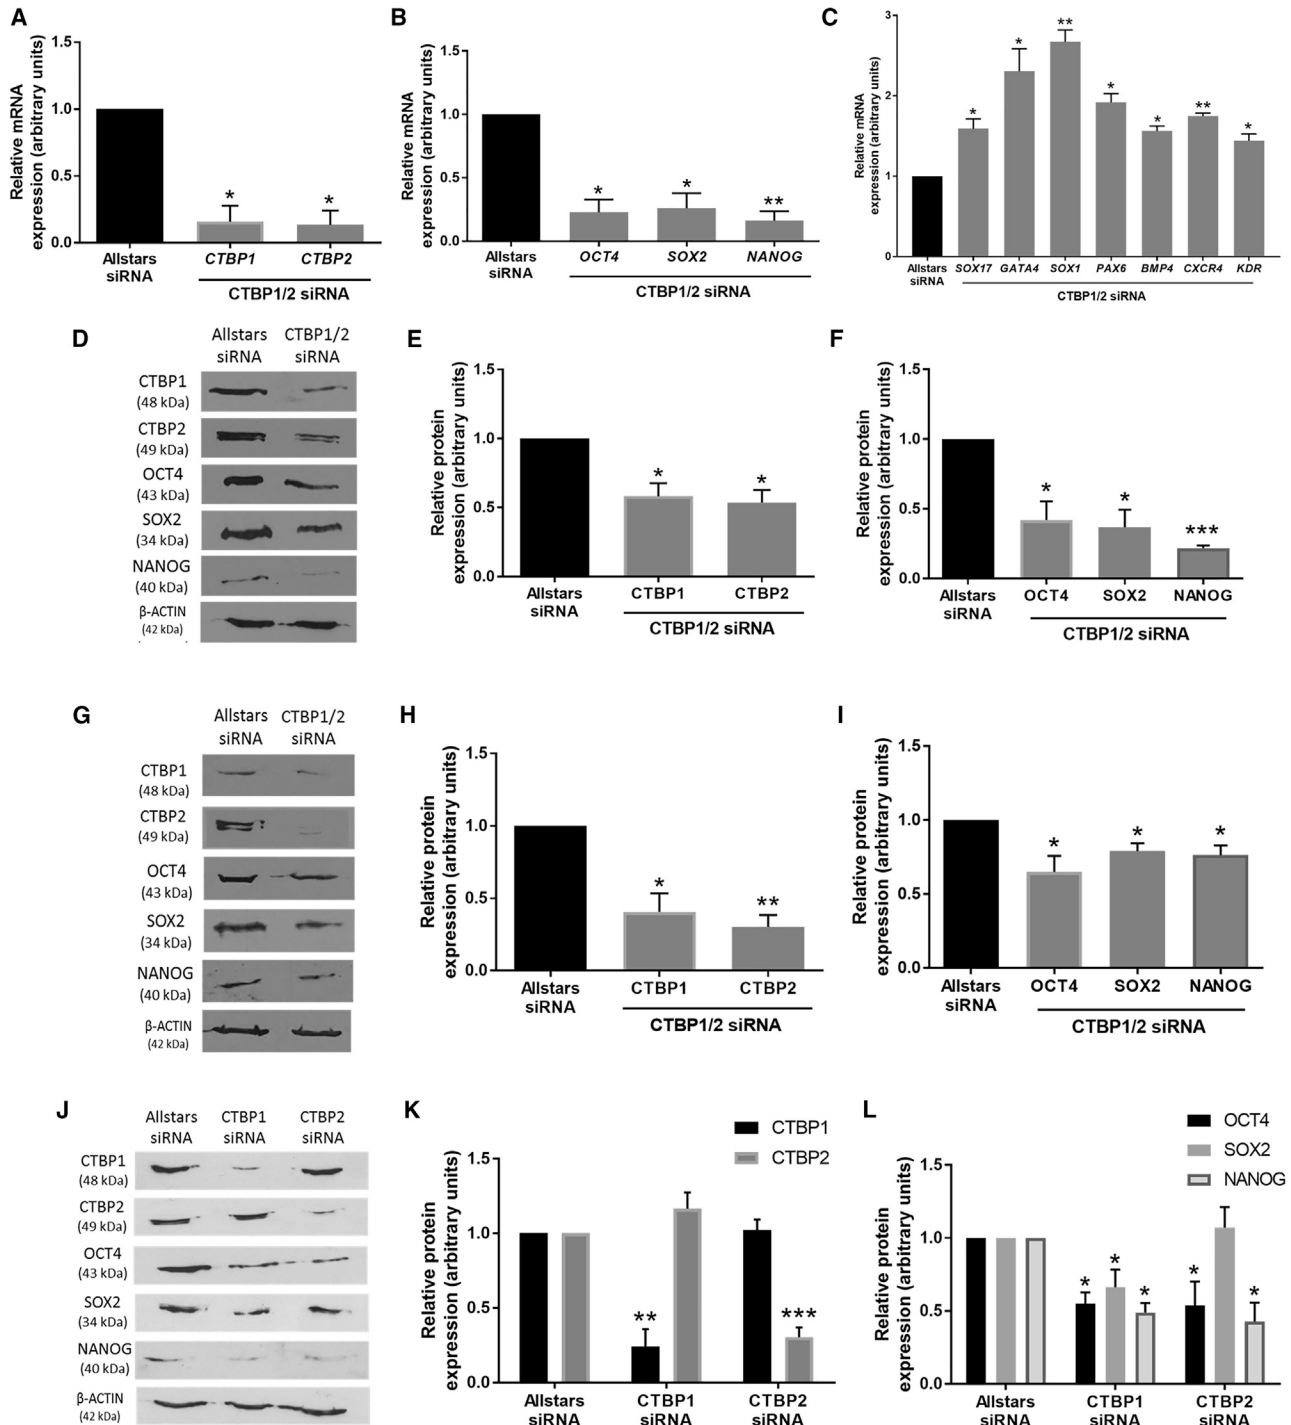 A
Relative mRNA
expression (arbitrary units)
1.5
1.0
0.5
0.0
*
*
Allstars
siRNA
CTBP1
CTBP2
CTBP1/2 siRNA
B
Relative mRNA
expression (arbitrary units)
1.5
1.0
0.5
0.0
*
*
**
Allstars
siRNA
OCT4
SOX2
NANOG
CTBP1/2 siRNA
C
Relative mRNA
expression (arbitrary units)
3
2
1
0
*
*
**
*
*
**
*
Allstars
siRNA
SOX17
GATA4
SOX1
PAX6
BMP4
CXCR4
KDR
CTBP1/2 siRNA
D
Allstars
siRNA
CTBP1/2
siRNA
CTBP1
(48 kDa)
CTBP2
(49 kDa)
OCT4
(43 kDa)
SOX2
(34 kDa)
NANOG
(40 kDa)
β-ACTIN
(42 kDa)
E
Relative protein
expression (arbitrary units)
1.5
1.0
0.5
0.0
*
*
Allstars
siRNA
CTBP1
CTBP2
CTBP1/2 siRNA
F
Relative protein
expression (arbitrary units)
1.5
1.0
0.5
0.0
*
*
***
Allstars
siRNA
OCT4
SOX2
NANOG
CTBP1/2 siRNA
G
Allstars
siRNA
CTBP1/2
siRNA
CTBP1
(48 kDa)
CTBP2
(49 kDa)
OCT4
(43 kDa)
SOX2
(34 kDa)
NANOG
(40 kDa)
β-ACTIN
(42 kDa)
H
Relative protein
expression (arbitrary units)
1.5
1.0
0.5
0.0
*
**
Allstars
siRNA
CTBP1
CTBP2
CTBP1/2 siRNA
I
Relative protein
expression (arbitrary units)
1.5
1.0
0.5
0.0
*
*
*
Allstars
siRNA
OCT4
SOX2
NANOG
CTBP1/2 siRNA
J
Allstars
siRNA
CTBP1
siRNA
CTBP2
siRNA
CTBP1
(48 kDa)
CTBP2
(49 kDa)
OCT4
(43 kDa)
SOX2
(34 kDa)
NANOG
(40 kDa)
β-ACTIN
(42 kDa)
K
CTBP1
CTBP2
Relative protein
expression (arbitrary units)
1.5
1.0
0.5
0.0
**
***
Allstars
siRNA
CTBP1
siRNA
CTBP2
siRNA
L
OCT4
SOX2
NANOG
Relative protein
expression (arbitrary units)
1.5
1.0
0.5
0.0
*
*
*
*
*
Allstars
siRNA
CTBP1
siRNA
CTBP2
siRNA